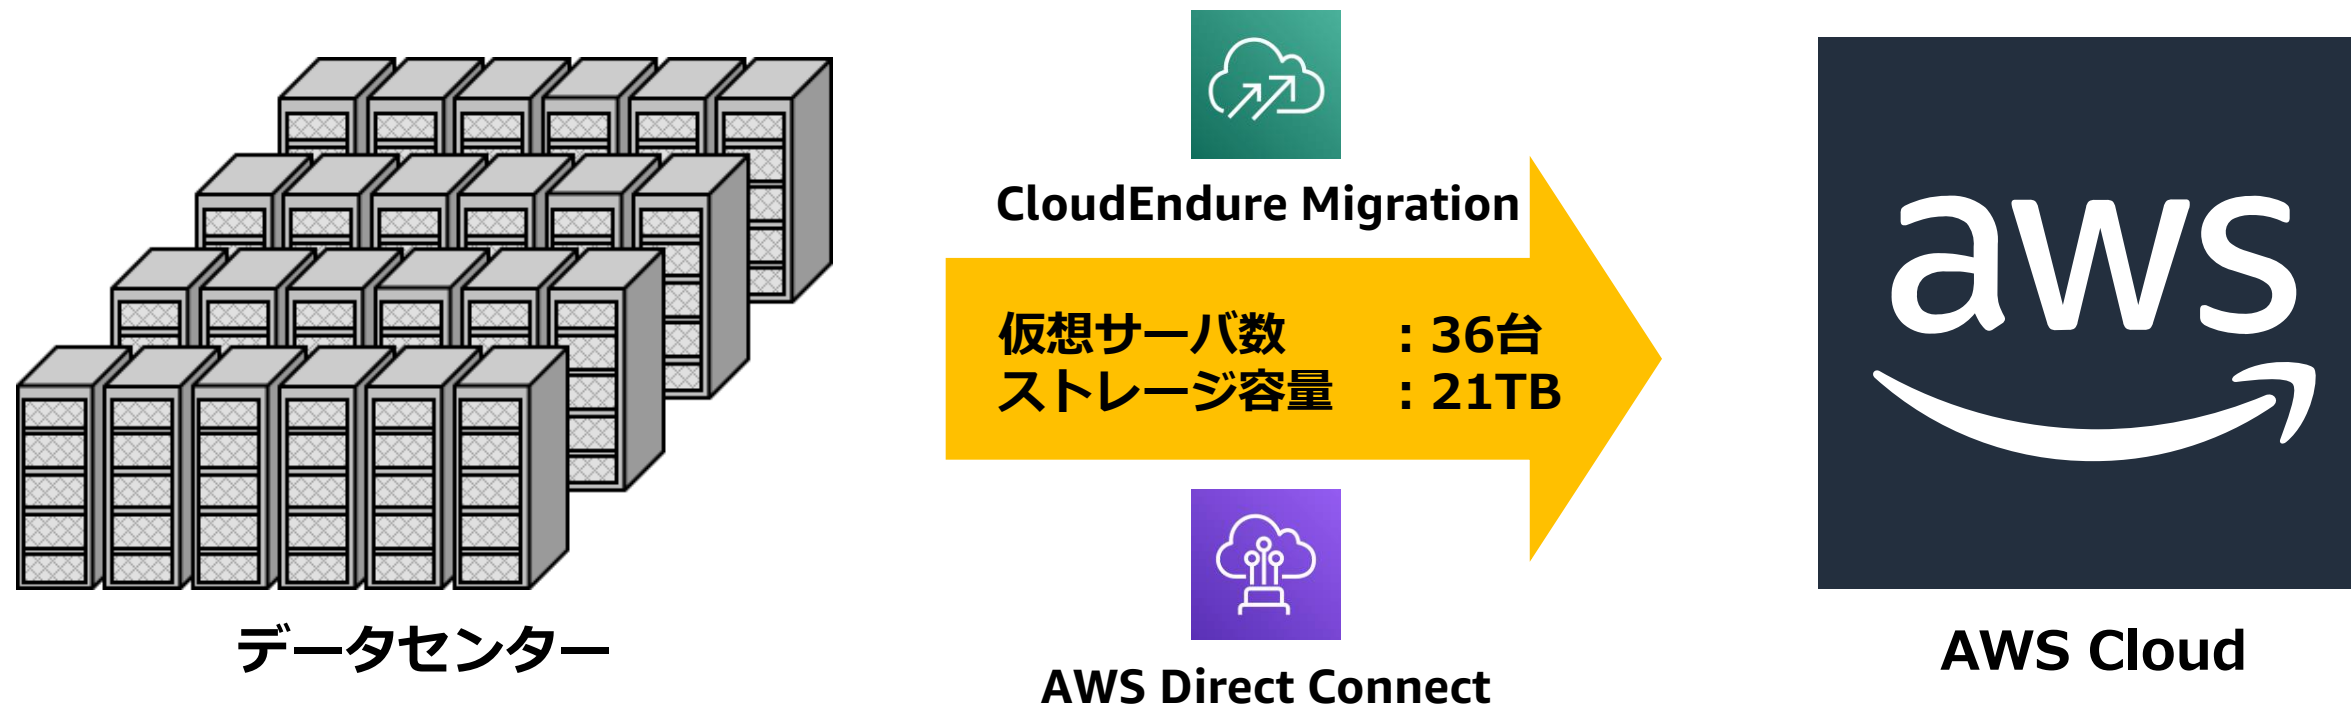 CloudEndure Migration
仮想サーバ数 : 36台
ストレージ容量 : 21TB
aws
データセンター
AWS Direct Connect
AWS Cloud